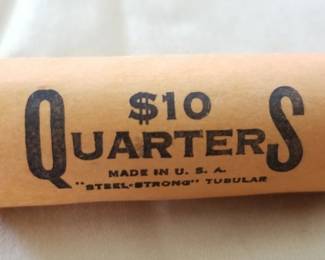 $10
QUARTERS
MADE IN U. S. A.
"STEEL-STRONG" TUBULAR